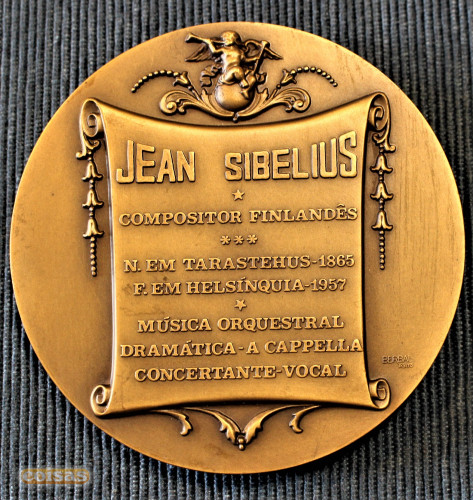 JEAN SIBELIUS
*
COMPOSITOR FINLANDÊS
***
N. EM TARASTEHUS-1865
F. EM HELSÍNQUIA-1957
*
MÚSICA ORQUESTRAL
DRAMÁTICA-A CAPPELLA
CONCERTANTE-VOCAL